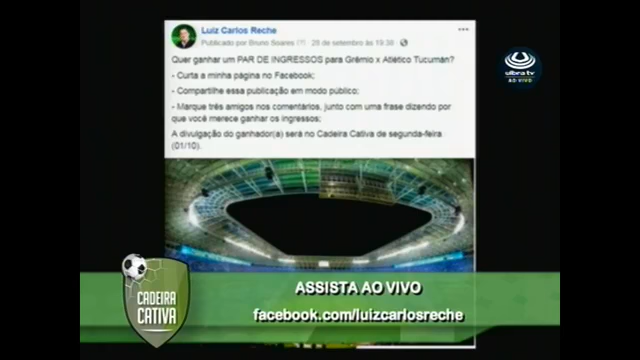 Luiz Carlos Reche
Publicado por Bruno Soares [?] · 28 de setembro às 19:38 ·
Quer ganhar um PAR DE INGRESSOS para Grêmio x Atlético Tucumán?
- Curta a minha página no Facebook;
- Compartilhe essa publicação em modo público;
- Marque três amigos nos comentários, junto com uma frase dizendo por
que você merece ganhar os ingressos;
A divulgação do ganhador(a) será no Cadeira Cativa de segunda-feira
(01/10).
ulbra tv
AO VIVO
CADEIRA
CATIVA
ASSISTA AO VIVO
facebook.com/luizcarlosreche